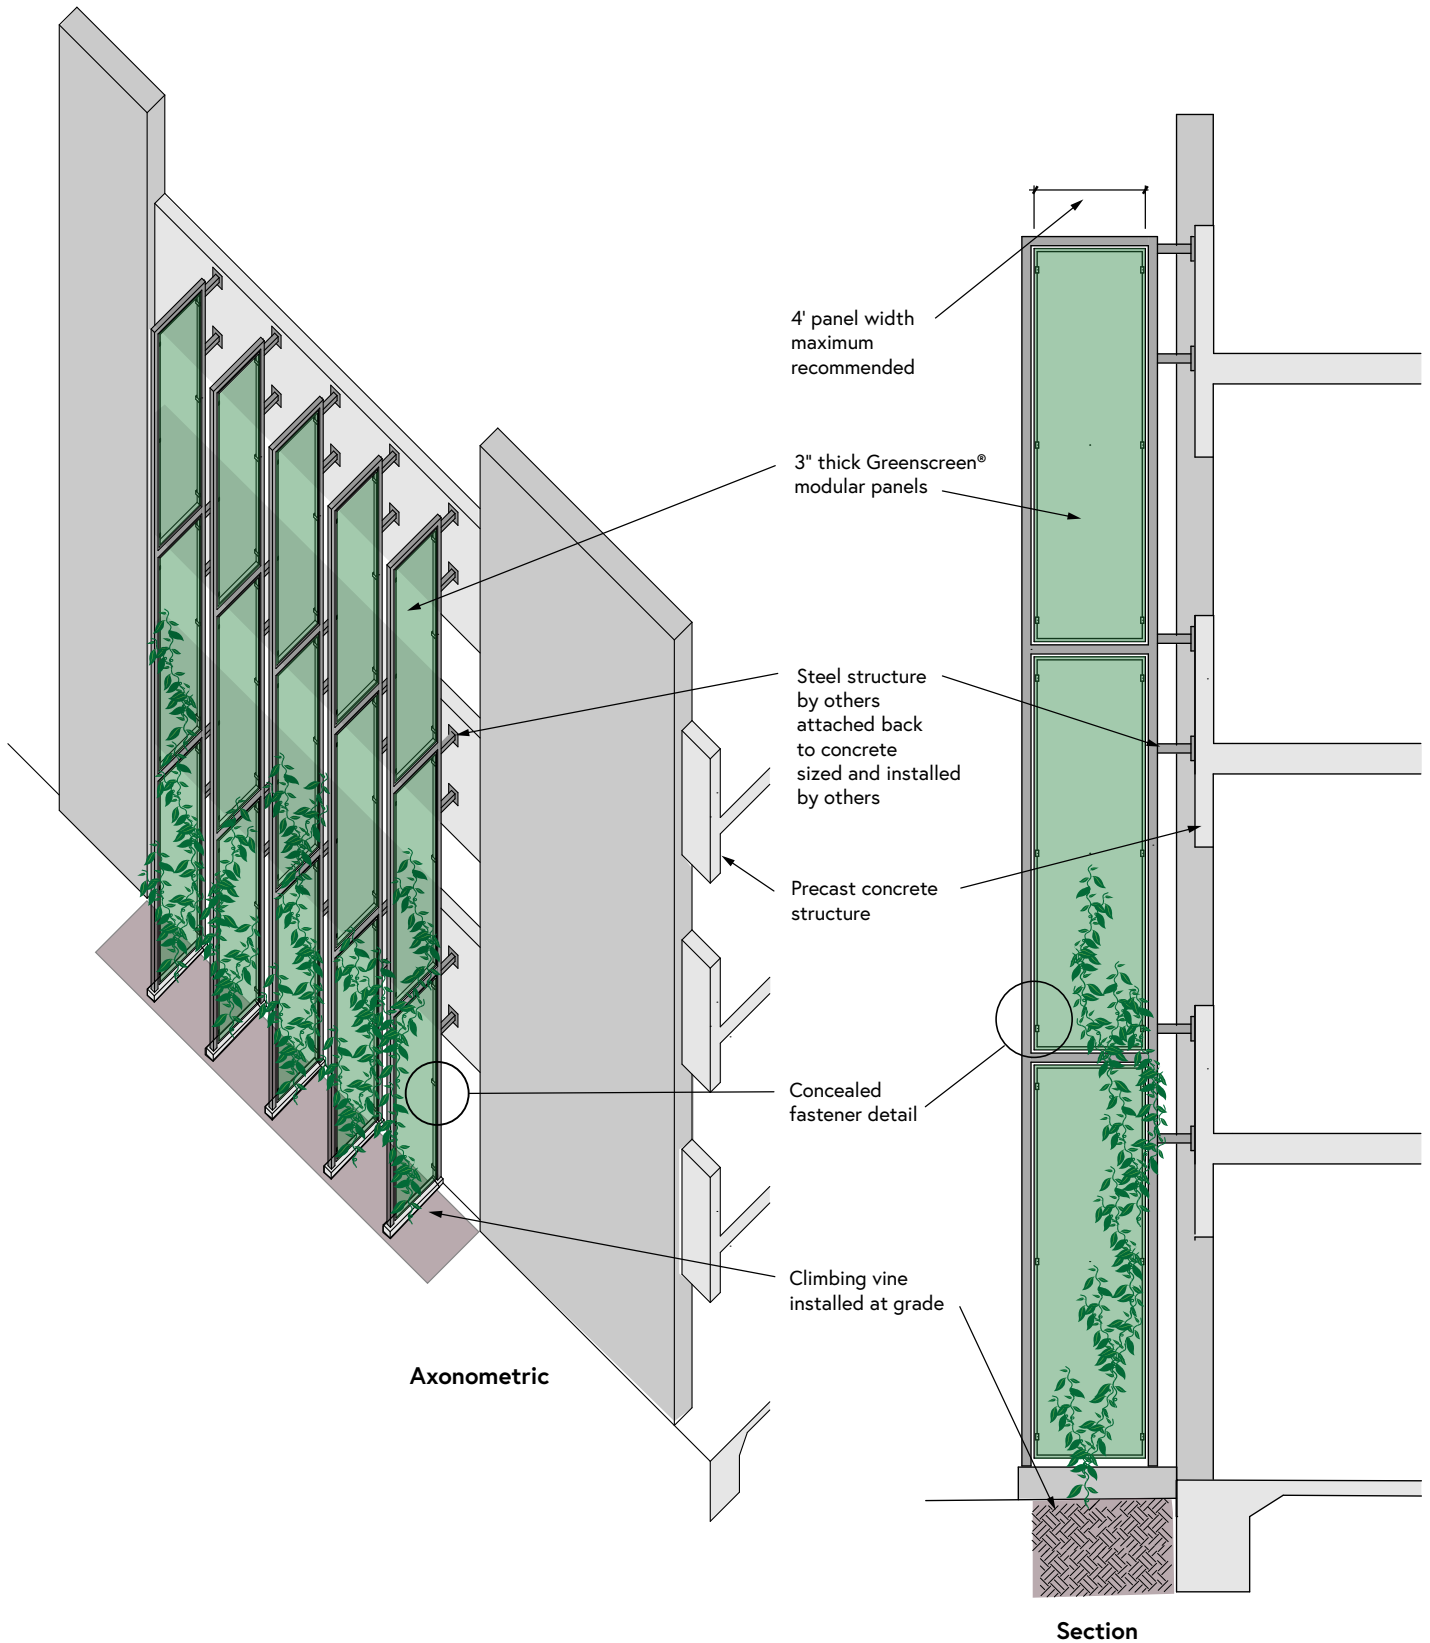 4' panel width
maximum
recommended
3" thick Greenscreen®
modular panels
Steel structure
by others
attached back
to concrete
sized and installed
by others
Precast concrete
structure
Concealed
fastener detail
Climbing vine
installed at grade
Axonometric
Section